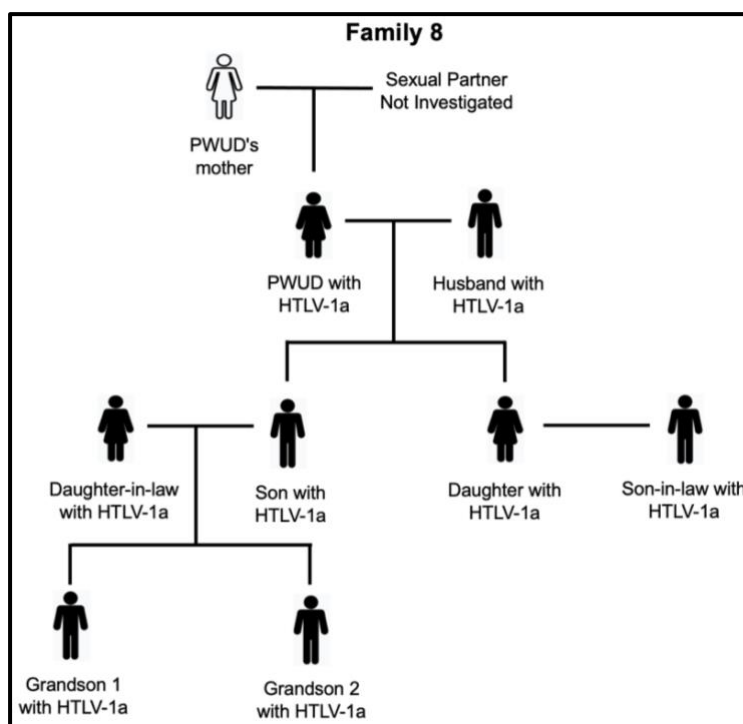 Family 8
Sexual Partner
Not Investigated
PWUD's
mother
PWUD with
HTLV-1a
Husband with
HTLV-1a
Daughter-in-law
with HTLV-1a
Son with
HTLV-1a
Daughter with
HTLV-1a
Son-in-law with
HTLV-1a
Grandson 1
with HTLV-1a
Grandson 2
with HTLV-1a